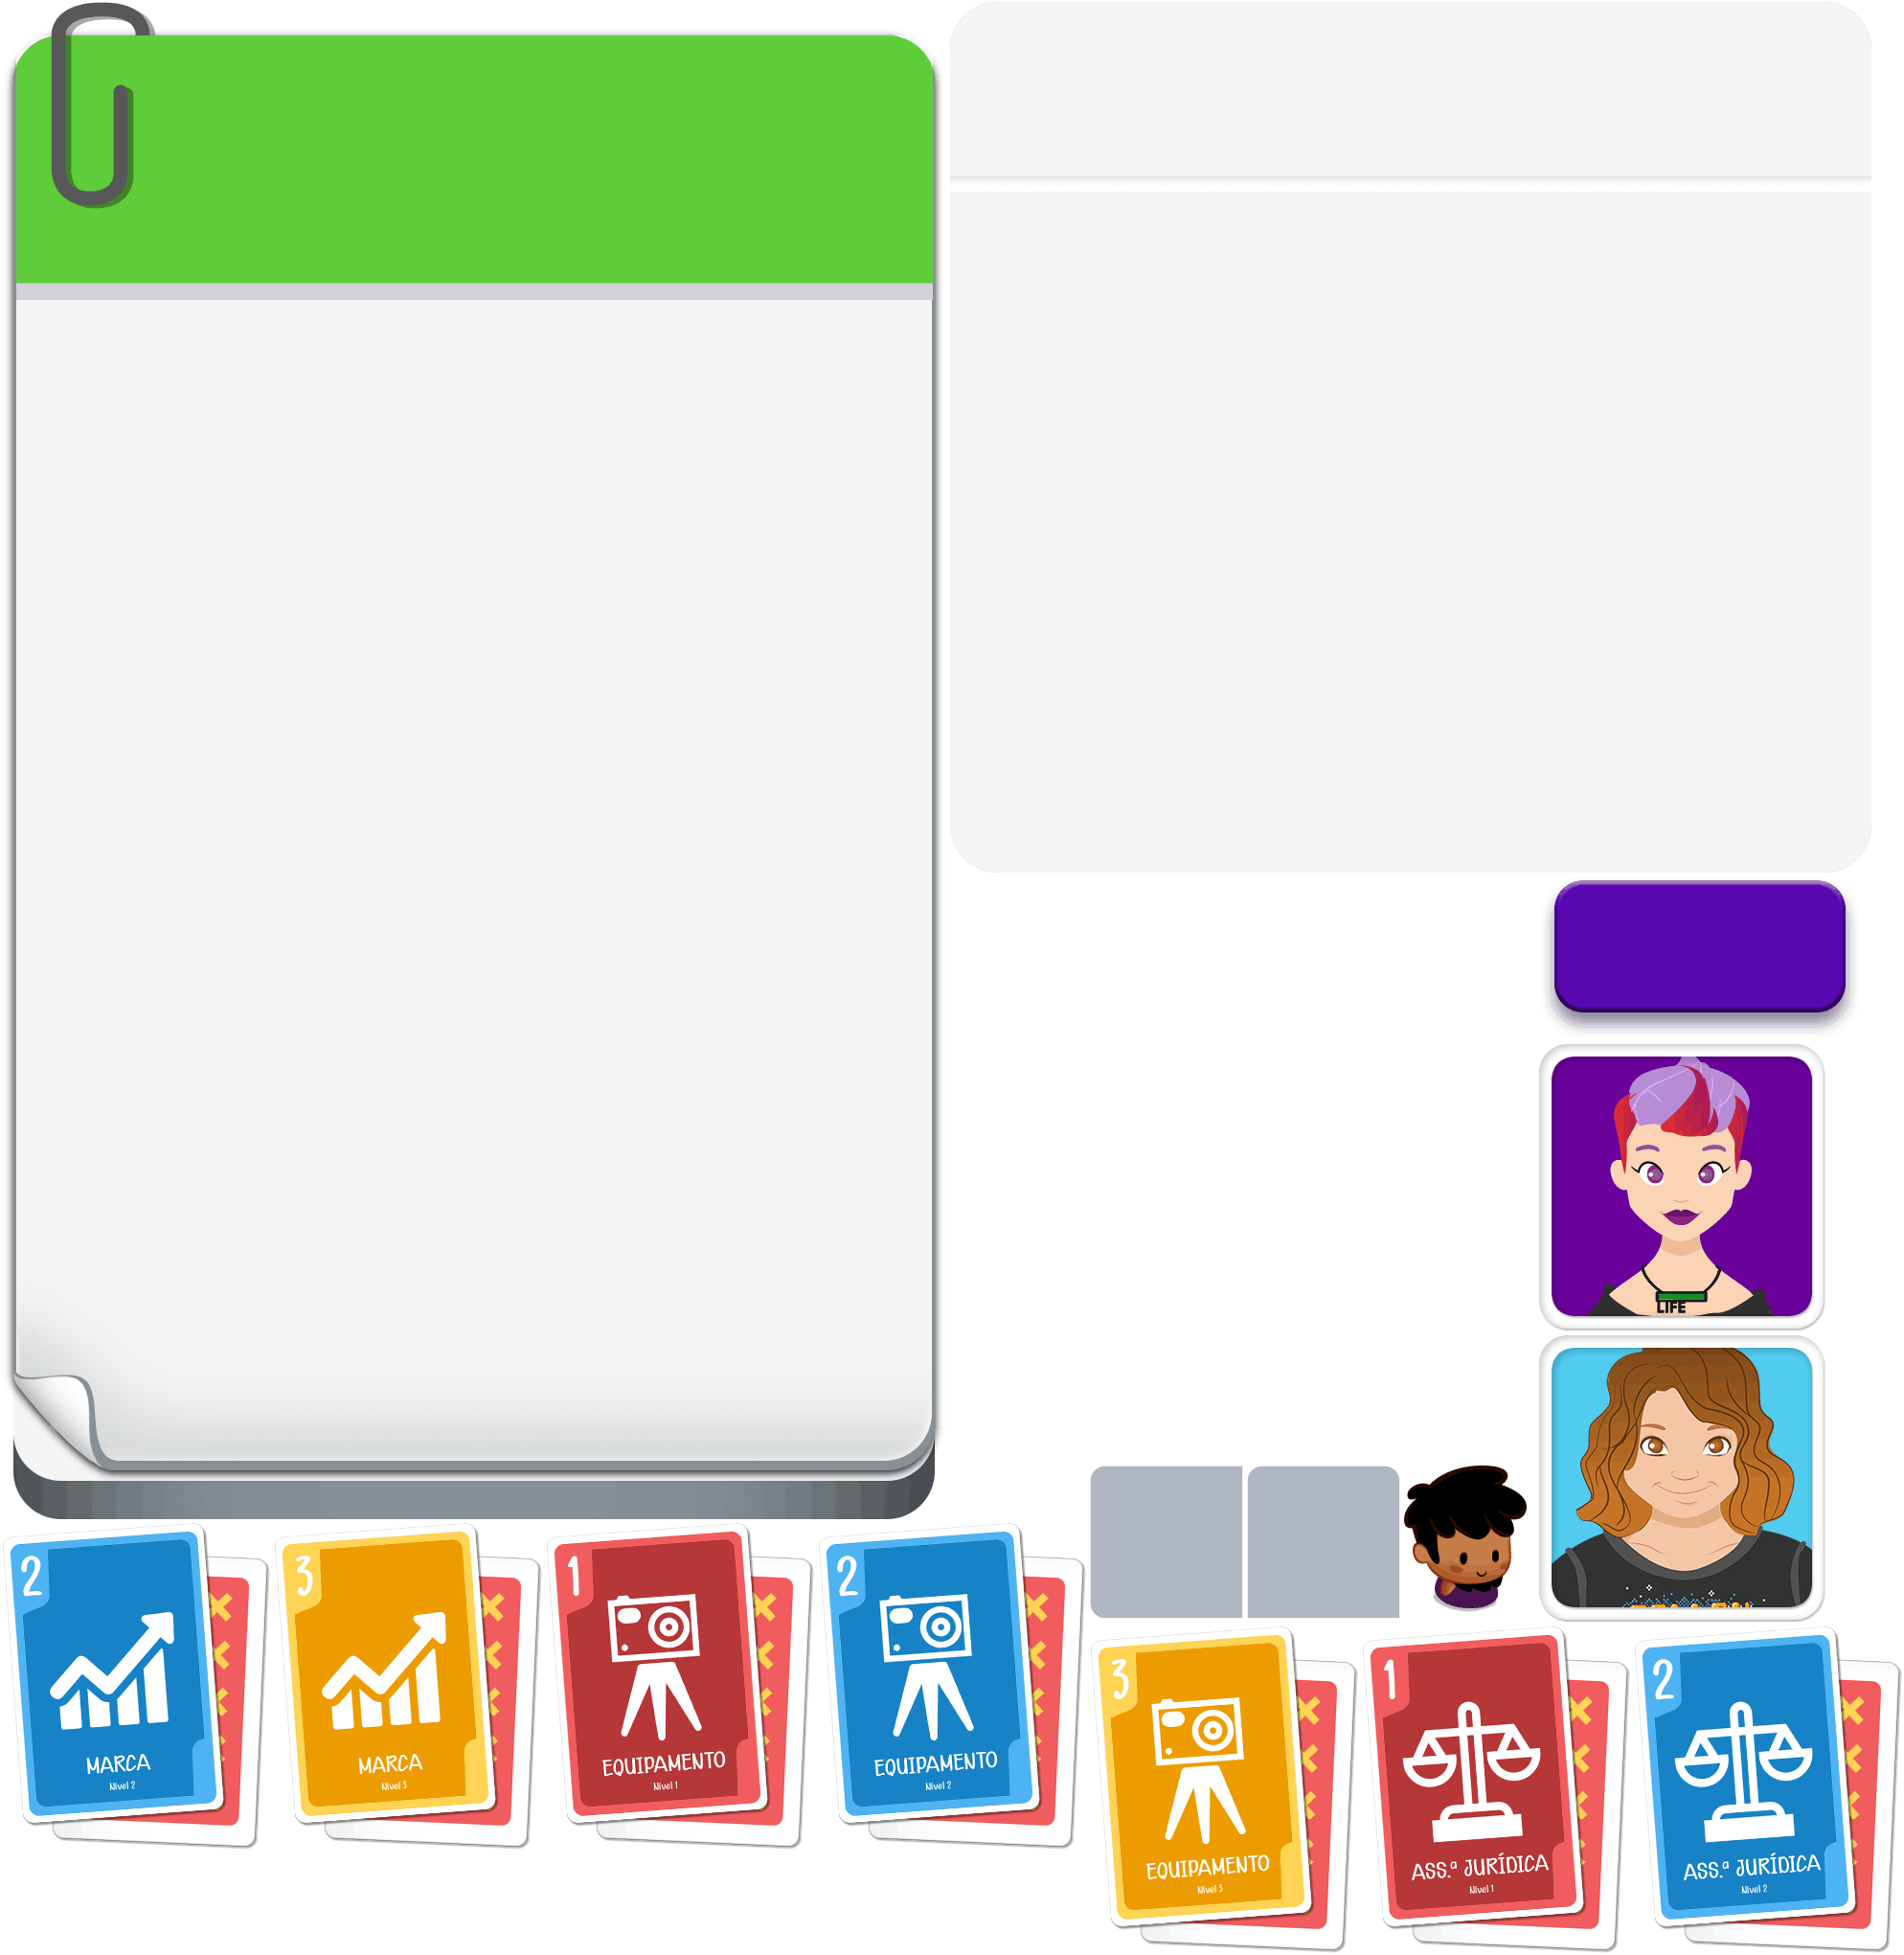 LIFE
2
MARCA
Nível 2
3
MARCA
Nível 3
1
EQUIPAMENTO
Nível 1
2
EQUIPAMENTO
Nível 2
3
EQUIPAMENTO
Nível 3
1
ASS.ª JURÍDICA
Nível 1
2
ASS.ª JURÍDICA
Nível 2